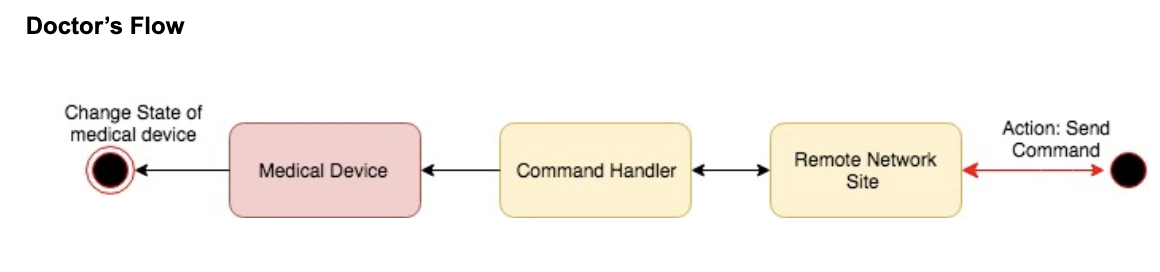 Doctor’s Flow
Change State of
medical device
Medical Device
Command Handler
Remote Network
Site
Action: Send
Command